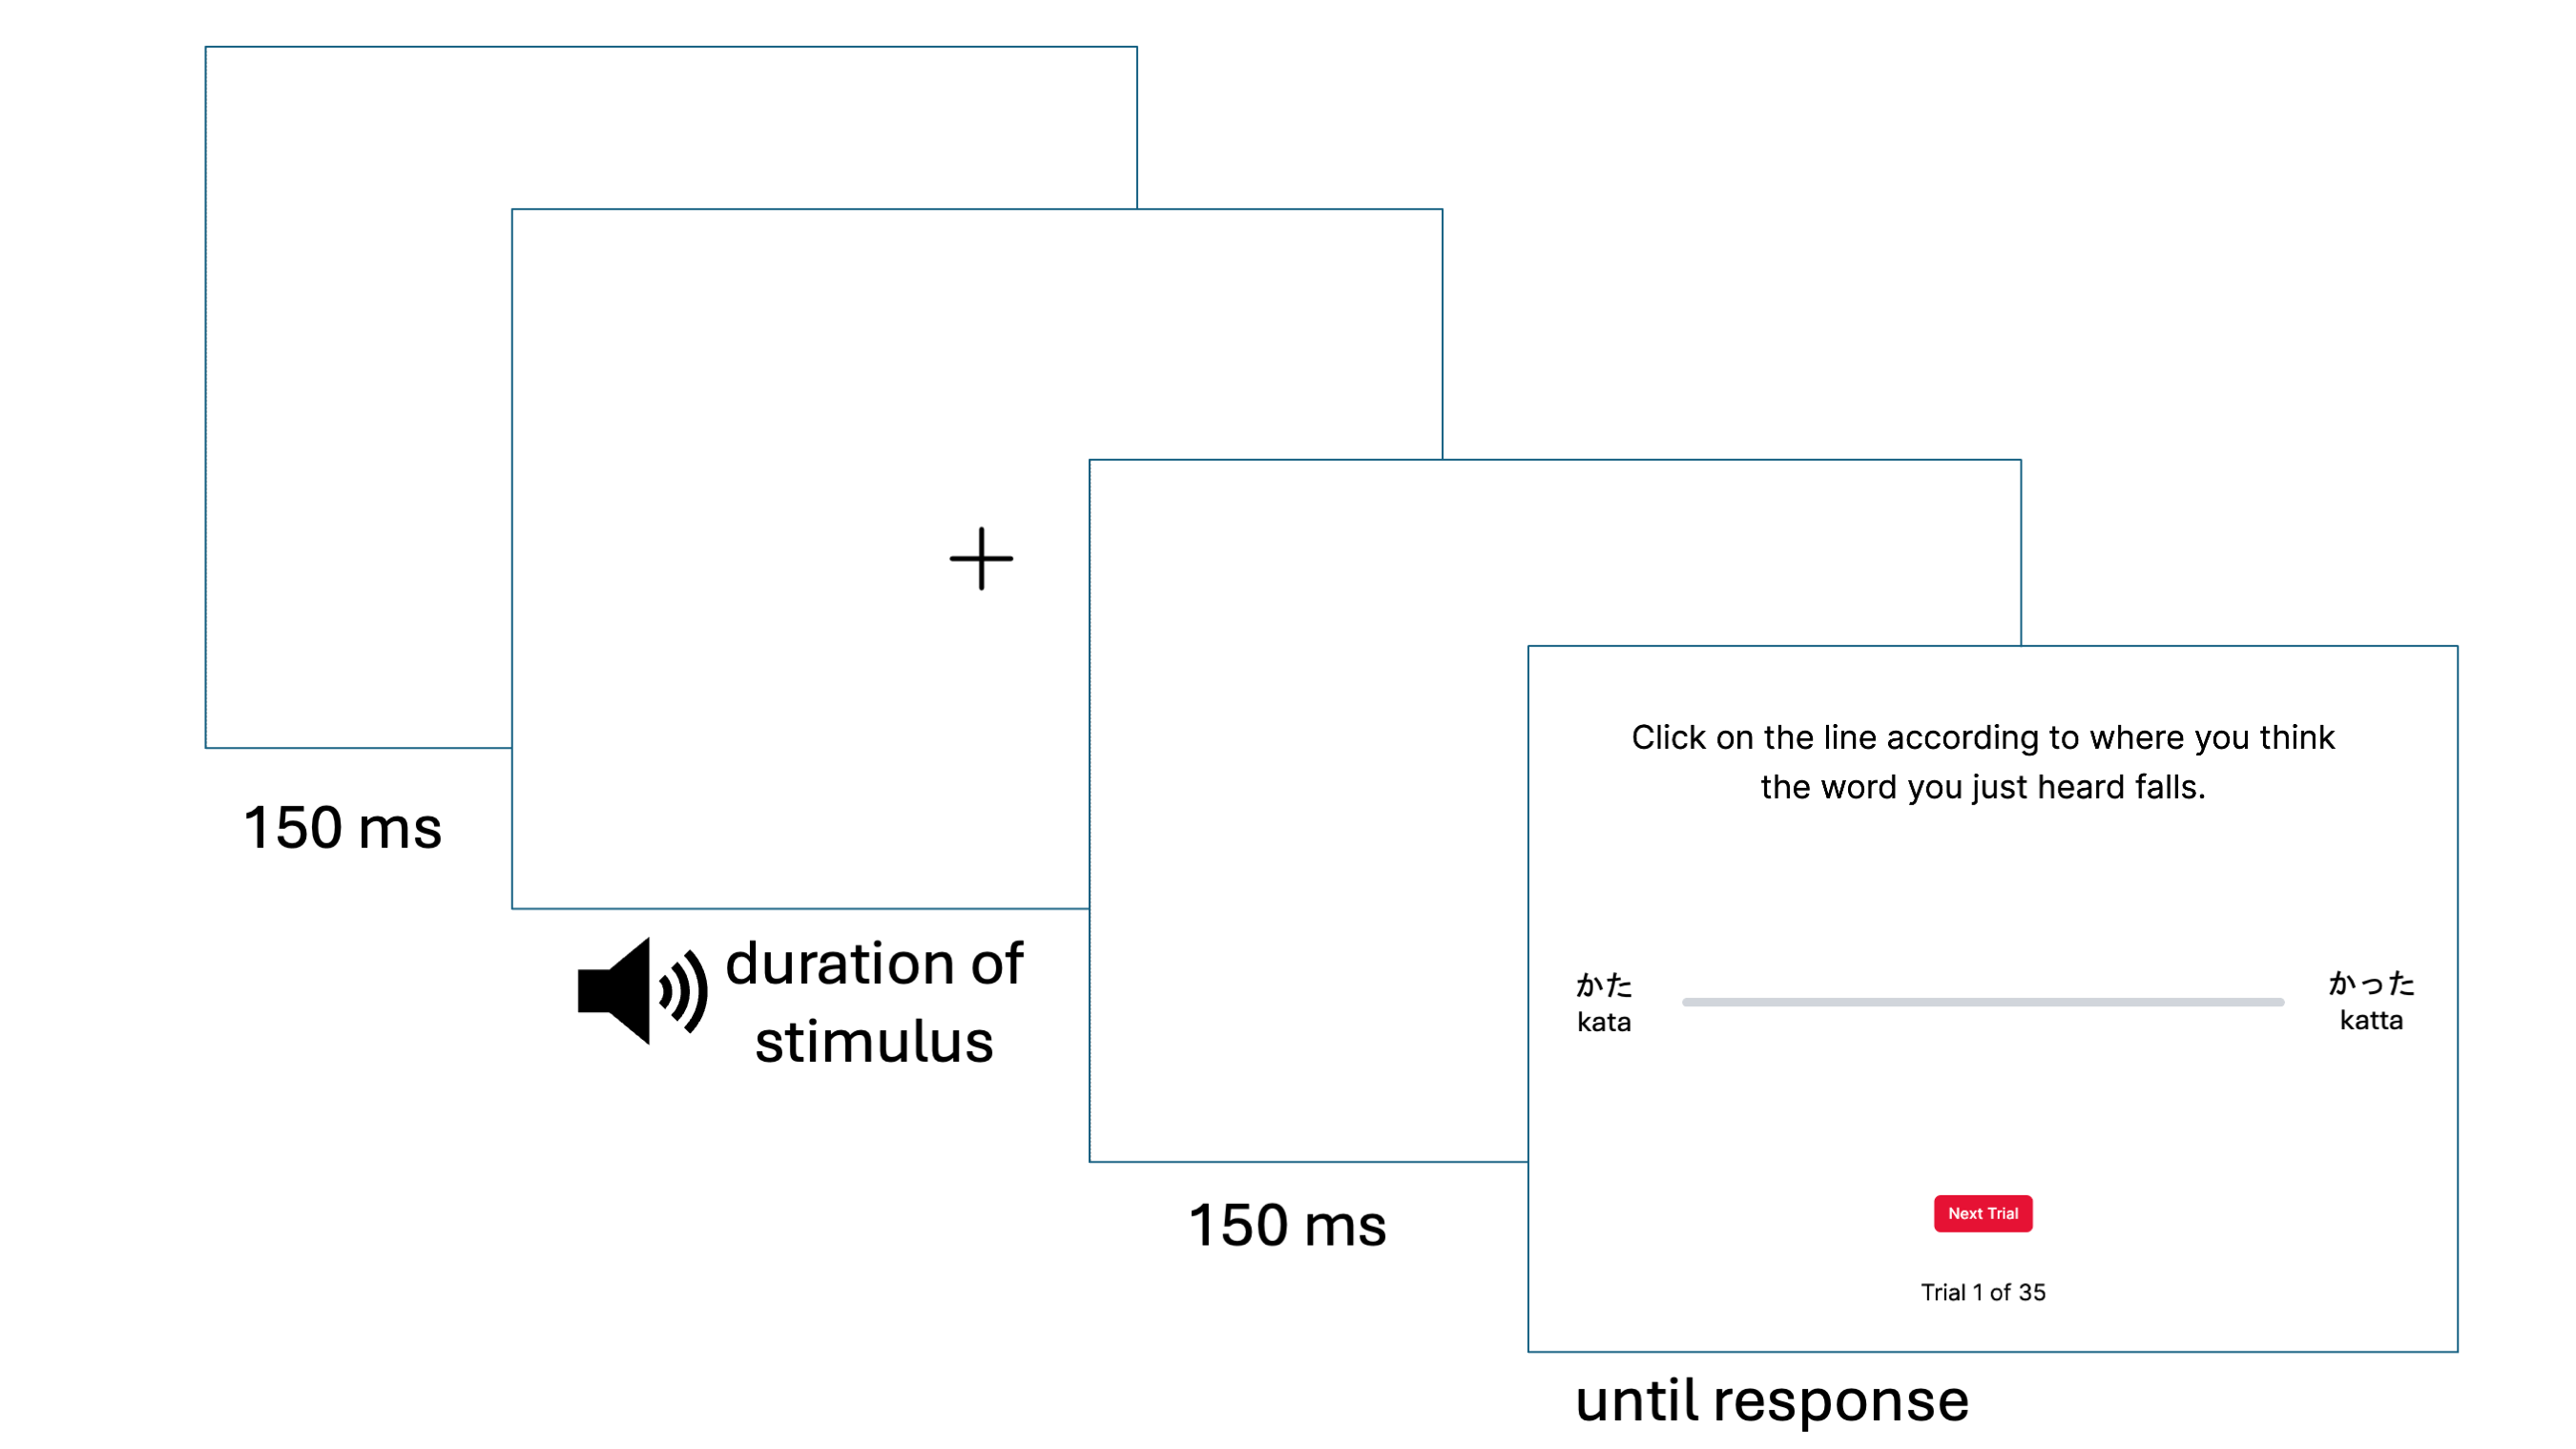 150 ms
duration of
stimulus
150 ms
Click on the line according to where you think
the word you just heard falls.
かた
kata
かった
katta
Next Trial
Trial 1 of 35
until response